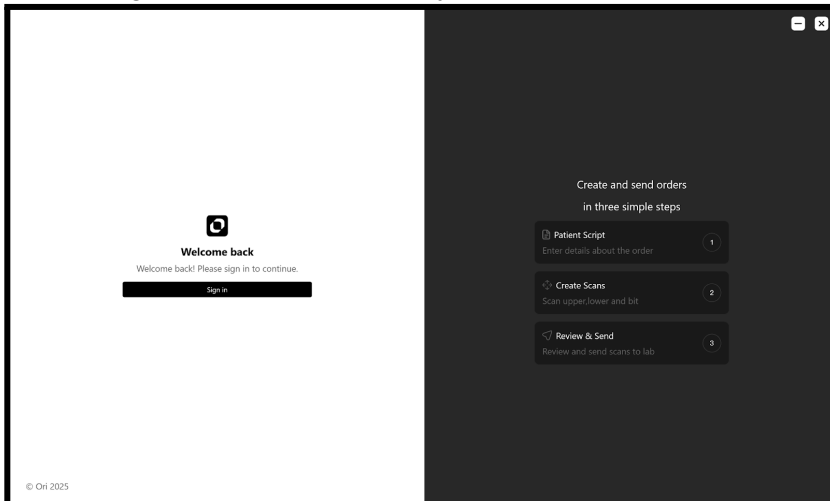 Welcome back
Welcome back! Please sign in to continue.
Sign in
© Ori 2025
Create and send orders
in three simple steps
Patient Script
Enter details about the order
1
Create Scans
Scan upper,lower and bit
2
Review & Send
Review and send scans to lab
3